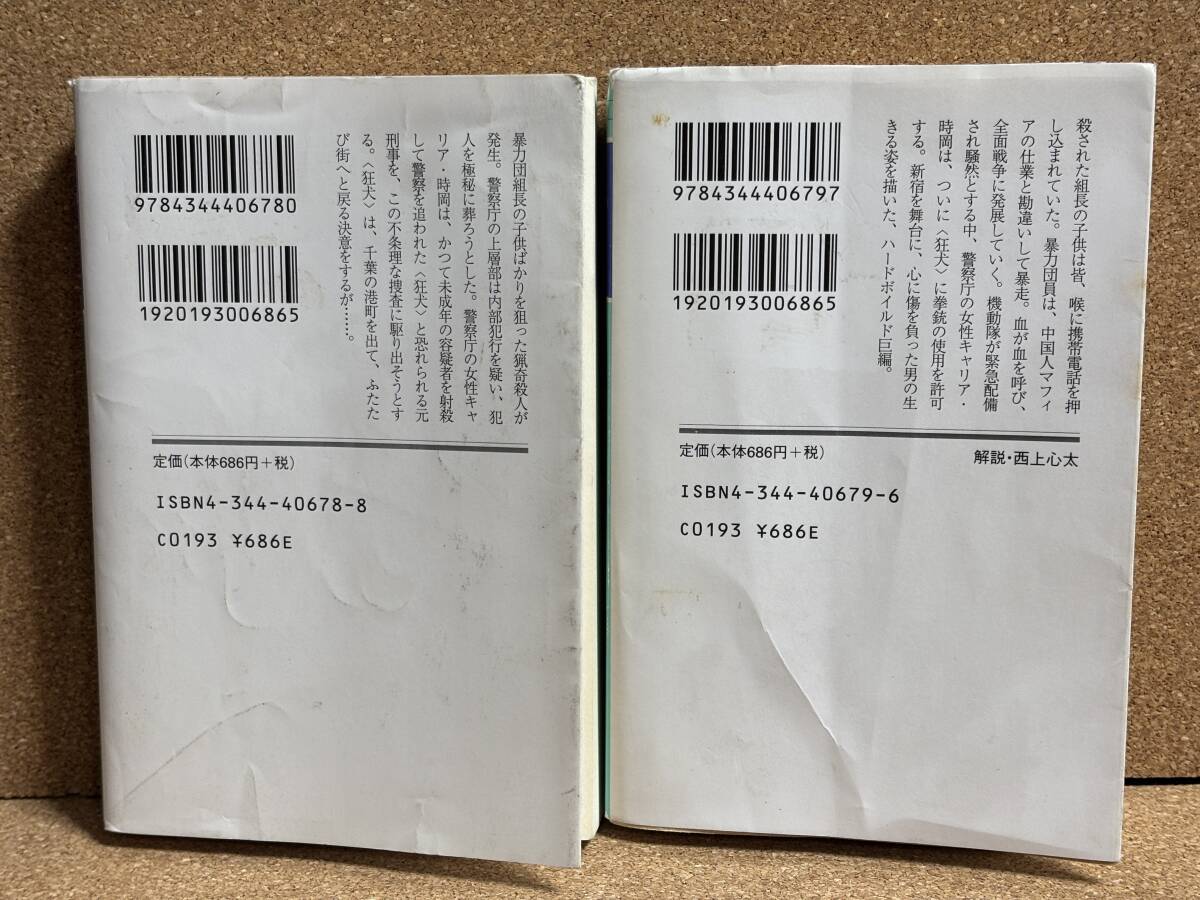 9784344406780
1920193006865
暴力団組長の子供ばかりを狙った猟奇殺人が
発生。警察庁の上層部は内部犯行を疑い、犯
人を極秘に葬ろうとした。警察庁の女性キャ
リア・時岡は、かつて未成年の容疑者を射殺
して警察を追われた〈狂犬〉と恐れられる元
刑事を、この不条理な捜査に駆り出そうとす
る。〈狂犬〉は、千葉の港町を出て、ふたた
び街へと戻る決意をするが……。
定価(本体686円+税)
ISBN4-344-40678-8
C0193 ¥686E
9784344406797
1920193006865
殺された組長の子供は皆、喉に携帯電話を押
し込まれていた。暴力団員は、中国人マフィ
アの仕業と勘違いして暴走。血が血を呼び、
全面戦争に発展していく。機動隊が緊急配備
され騒然とする中、警察庁の女性キャリア・
時岡は、ついに〈狂犬〉に拳銃の使用を許可
する。新宿を舞台に、心に傷を負った男の生
きる姿を描いた、ハードボイルド巨編。
定価(本体686円+税)
解説・西上心太
ISBN4-344-40679-6
C0193 ¥686E